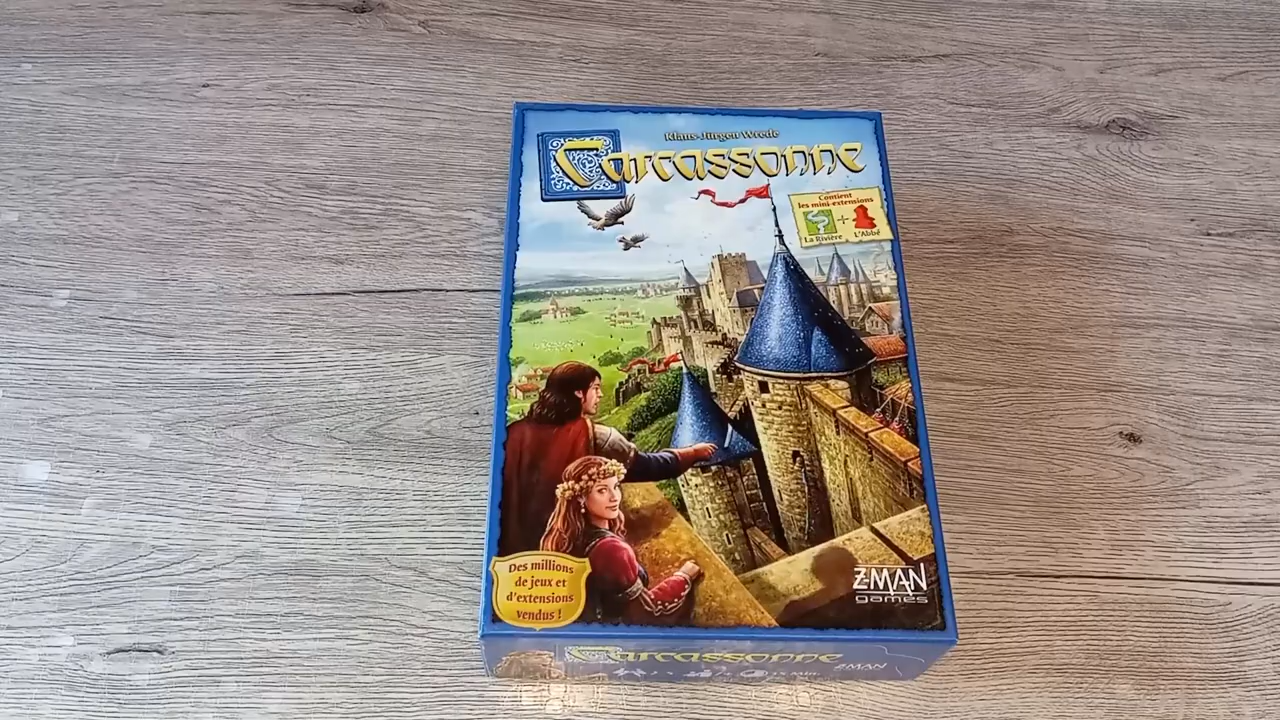 Klaus-Jürgen Wrede
Carcassonne
Contient
les mini-extensions
+
La Rivière
L'Abbé
Des millions
de jeux et
d'extensions
vendus !
Z-MAN
games
Carcassonne
Z-MAN